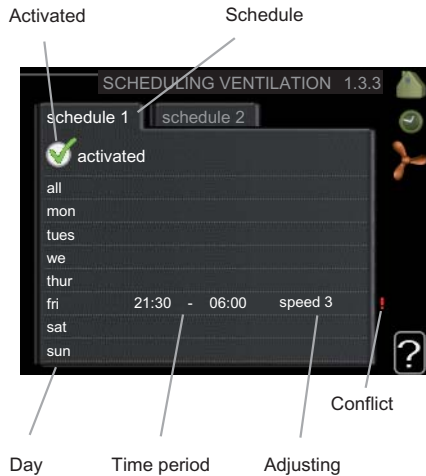 Activated Schedule
SCHEDULING VENTILATION 1.3.3
schedule 1 schedule 2
activated
all
mon
tues
we
thur
fri 21:30 - 06:00 speed 3 !
sat
sun
?
Conflict
Day Time period Adjusting